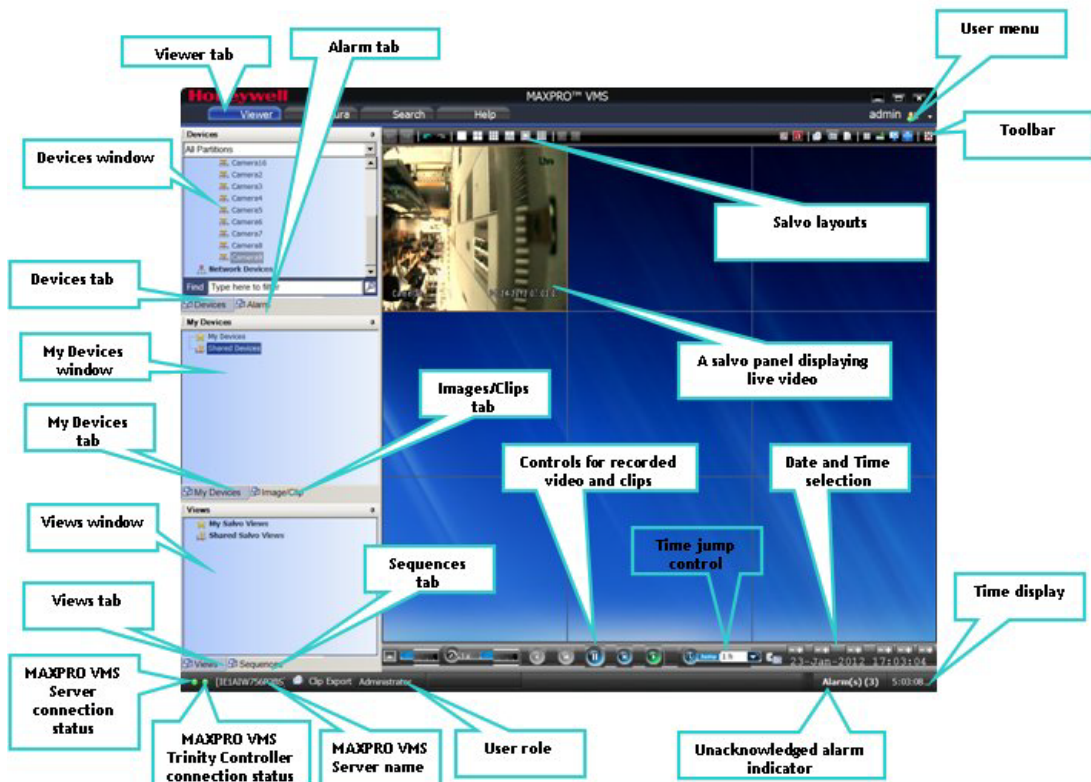 Viewer tab
Alarm tab
User menu
Honeywell
MAXPRO™ VMS
Viewer
Search
Help
admin
Toolbar
Devices
All Partitions
Devices window
Camera10
Camera2
Camera3
Camera4
Camera5
Camera6
Camera7
Camera8
Network Devices
Live
Salvo layouts
Devices tab
Find
Type here to filter
Devices
Alarm
My Devices
My Devices
Shared Devices
My Devices
window
A salvo panel displaying
live video
Images/Clips
tab
My Devices
tab
Controls for recorded
video and clips
Date and Time
selection
My Devices
Image/Clip
Views
My Salvo Views
Shared Salvo Views
Views window
Time jump
control
Sequences
tab
Views tab
Time display
Views
Sequences
23-Jan-2012 17:03:04
Clip Export
Administrator
Alarm(s) (3)
5:03:08
MAXPRO VMS
Server
connection
status
MAXPRO VMS
Trinity Controller
connection status
MAXPRO VMS
Server name
User role
Unacknowledged alarm
indicator